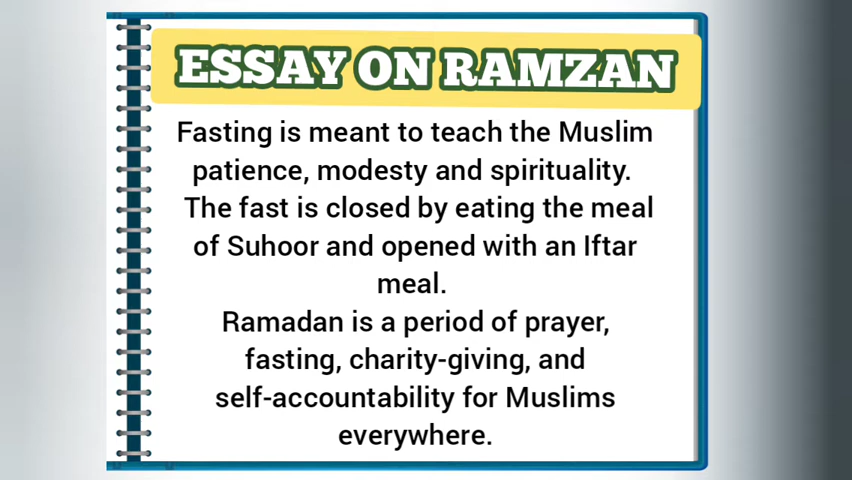 ESSAY ON RAMZAN
Fasting is meant to teach the Muslim
patience, modesty and spirituality.
The fast is closed by eating the meal
of Suhoor and opened with an Iftar
meal.
Ramadan is a period of prayer,
fasting, charity-giving, and
self-accountability for Muslims
everywhere.